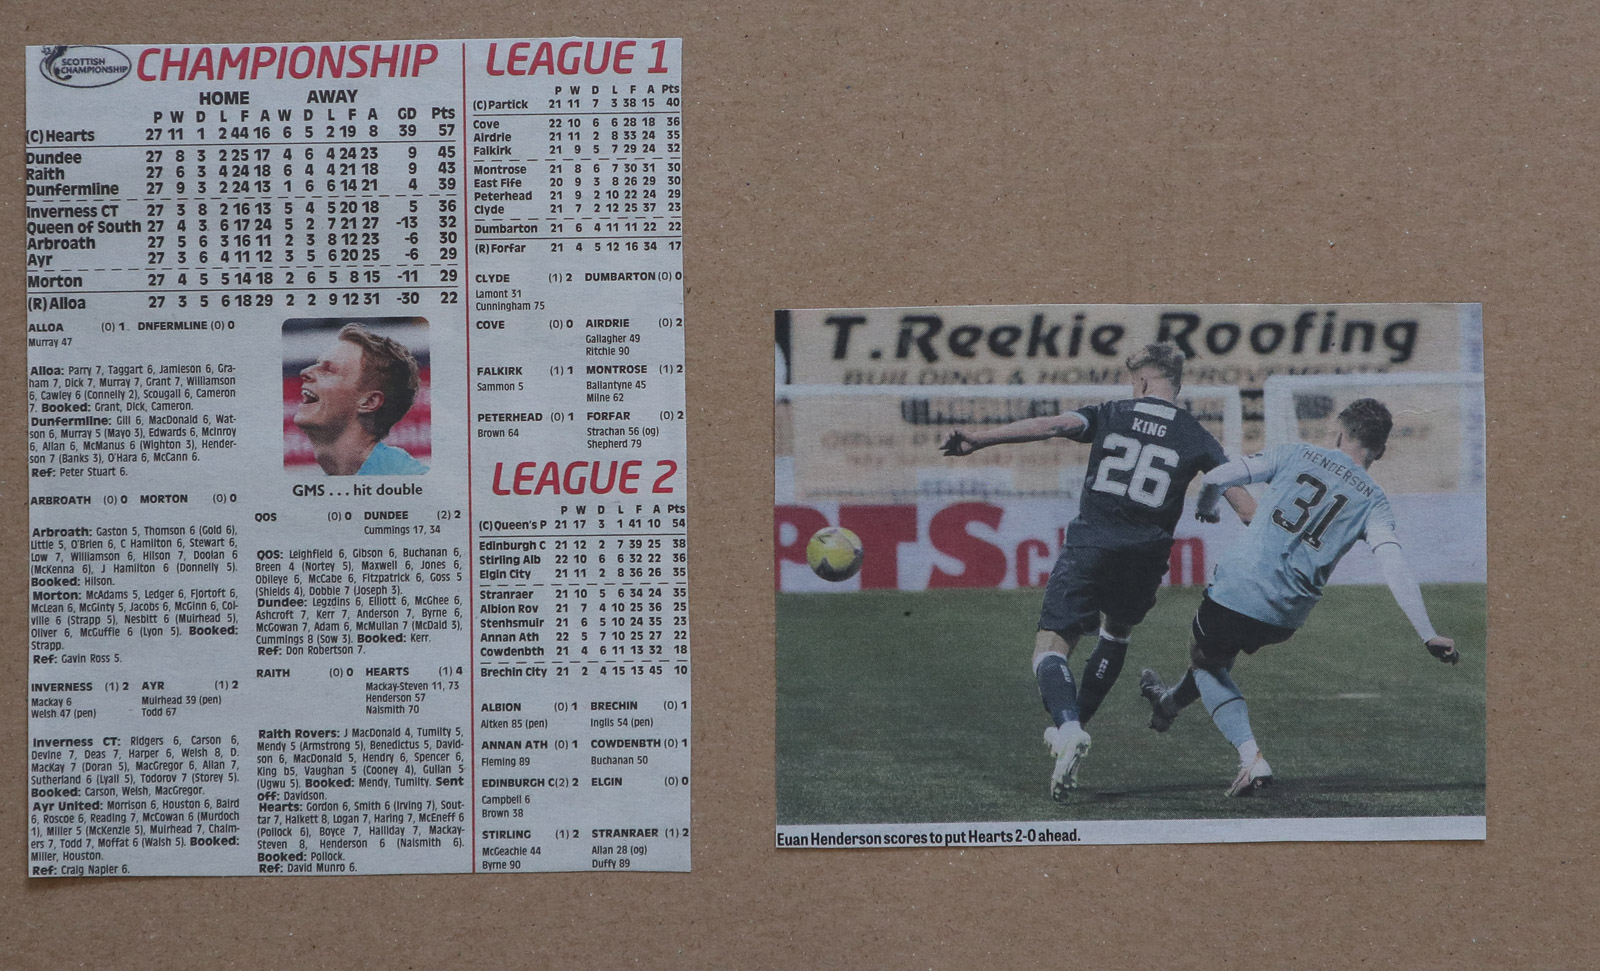 SCOTTISH
CHAMPIONSHIP
CHAMPIONSHIP
HOME AWAY
P W D L F A W D L F A GD Pts
(C) Hearts 27 11 1 2 44 16 6 5 2 19 8 39 57
Dundee 27 8 3 2 25 17 4 6 4 24 23 9 45
Raith 27 6 3 4 24 18 6 4 4 21 18 9 43
Dunfermline 27 9 3 2 24 13 1 6 6 14 21 4 39
Inverness CT 27 3 8 2 16 13 5 4 5 20 18 5 36
Queen of South 27 4 3 6 17 24 5 2 7 21 27 -13 32
Arbroath 27 5 6 3 16 11 2 3 8 12 23 -6 30
Ayr 27 3 6 4 11 12 3 5 6 20 25 -6 29
Morton 27 4 5 5 14 18 2 6 5 8 15 -11 29
(R) Alloa 27 3 5 6 18 29 2 2 9 12 31 -30 22
ALLOA (0) 1 DNFERMLINE (0) 0
Murray 47
Alloa: Parry 7, Taggart 6, Jamieson 6, Gra-
ham 7, Dick 7, Murray 7, Grant 7, Williamson
6, Cawley 6 (Connelly 2), Scougall 6, Cameron
7. Booked: Grant, Dick, Cameron.
Dunfermline: Gill 6, MacDonald 6, Wat-
son 6, Murray 5 (Mayo 3), Edwards 6, McInroy
6, Allan 6, McManus 6 (Wighton 3), Hender-
son 7 (Banks 3), O'Hara 6, McCann 6.
Ref: Peter Stuart 6.
ARBROATH (0) 0 MORTON (0) 0
Arbroath: Gaston 5, Thomson 6 (Gold 6),
Little 5, O'Brien 6, C Hamilton 6, Stewart 6,
Low 7, Williamson 6, Hilson 7, Doolan 6
(McKenna 6), J Hamilton 6 (Donnelly 5).
Booked: Hilson.
Morton: McAdams 5, Ledger 6, Fjortoft 6,
McLean 6, McGinty 5, Jacobs 6, McGinn 6, Col-
ville 6 (Strapp 5), Nesbitt 6 (Muirhead 5),
Oliver 6, McGuffie 6 (Lyon 5). Booked:
Strapp.
Ref: Gavin Ross 5.
INVERNESS (1) 2 AYR (1) 2
Mackay 6 Muirhead 39 (pen)
Welsh 47 (pen) Todd 67
Inverness CT: Ridgers 6, Carson 6,
Devine 7, Deas 7, Harper 6, Welsh 8, D.
MacKay 7 (Doran 5), MacGregor 6, Allan 7,
Sutherland 6 (Lyall 5), Todorov 7 (Storey 5).
Booked: Carson, Welsh, MacGregor.
Ayr United: Morrison 6, Houston 6, Baird
6, Roscoe 6, Reading 7, McCowan 6 (Murdoch
1), Miller 5 (McKenzie 5), Muirhead 7, Chalm-
ers 7, Todd 7, Moffat 6 (Walsh 5). Booked:
Miller, Houston.
Ref: Craig Napier 6.
GMS . . . hit double
QOS (0) 0 DUNDEE (2) 2
Cummings 17, 34
QOS: Leighfield 6, Gibson 6, Buchanan 6,
Breen 4 (Nortey 5), Maxwell 6, Jones 6,
Obileye 6, McCabe 6, Fitzpatrick 6, Goss 5
(Shields 4), Dobbie 7 (Joseph 3).
Dundee: Legzdins 6, Elliott 6, McGhee 6,
Ashcroft 7, Kerr 7, Anderson 7, Byrne 6,
McGowan 7, Adam 6, McMullan 7 (McDaid 3),
Cummings 8 (Sow 3). Booked: Kerr.
Ref: Don Robertson 7.
RAITH (0) 0 HEARTS (1) 4
Mackay-Steven 11, 73
Henderson 57
Naismith 70
Raith Rovers: J MacDonald 4, Tumilty 5,
Mendy 5 (Armstrong 5), Benedictus 5, David-
son 6, MacDonald 5, Hendry 6, Spencer 6,
King b5, Vaughan 5 (Cooney 4), Gullan 5
(Ugwu 5). Booked: Mendy, Tumilty. Sent
off: Davidson.
Hearts: Gordon 6, Smith 6 (Irving 7), Sout-
tar 7, Halkett 8, Logan 7, Haring 7, McEneff 6
(Pollock 6), Boyce 7, Halliday 7, Mackay-
Steven 8, Henderson 6 (Naismith 6).
Booked: Pollock.
Ref: David Munro 6.
LEAGUE 1
P W D L F A Pts
(C) Partick 21 11 7 3 38 15 40
Cove 22 10 6 6 28 18 36
Airdrie 21 11 2 8 33 24 35
Falkirk 21 9 5 7 29 24 32
Montrose 21 8 6 7 30 31 30
East Fife 20 9 3 8 26 29 30
Peterhead 21 9 2 10 22 24 29
Clyde 21 7 2 12 25 37 23
Dumbarton 21 6 4 11 11 22 22
(R) Forfar 21 4 5 12 16 34 17
CLYDE (1) 2 DUMBARTON (0) 0
Lamont 31
Cunningham 75
COVE (0) 0 AIRDRIE (0) 2
Gallagher 49
Ritchie 90
FALKIRK (1) 1 MONTROSE (1) 2
Sammon 5 Ballantyne 45
Milne 62
PETERHEAD (0) 1 FORFAR (0) 2
Brown 64 Strachan 56 (og)
Shepherd 79
LEAGUE 2
P W D L F A Pts
(C) Queen's P 21 17 3 1 41 10 54
Edinburgh C 21 12 2 7 39 25 38
Stirling Alb 22 10 6 6 32 22 36
Elgin City 21 11 2 8 36 26 35
Stranraer 21 10 5 6 34 24 35
Albion Rov 21 7 4 10 25 36 25
Stenhsmuir 21 6 5 10 24 35 23
Annan Ath 22 5 7 10 25 27 22
Cowdenbth 21 4 6 11 13 32 18
Brechin City 21 2 4 15 13 45 10
ALBION (0) 1 BRECHIN (0) 1
Aitken 85 (pen) Inglis 54 (pen)
ANNAN ATH (0) 1 COWDENBTH (0) 1
Fleming 89 Buchanan 50
EDINBURGH C (2) 2 ELGIN (0) 0
Campbell 6
Brown 38
STIRLING (1) 2 STRANRAER (1) 2
McGeachie 44 Allan 28 (og)
Byrne 90 Duffy 89
T. Reekie Roofing
BUILDING & HOME IMPROVEMENTS
KING
26
HENDERSON
31
Euan Henderson scores to put Hearts 2-0 ahead.